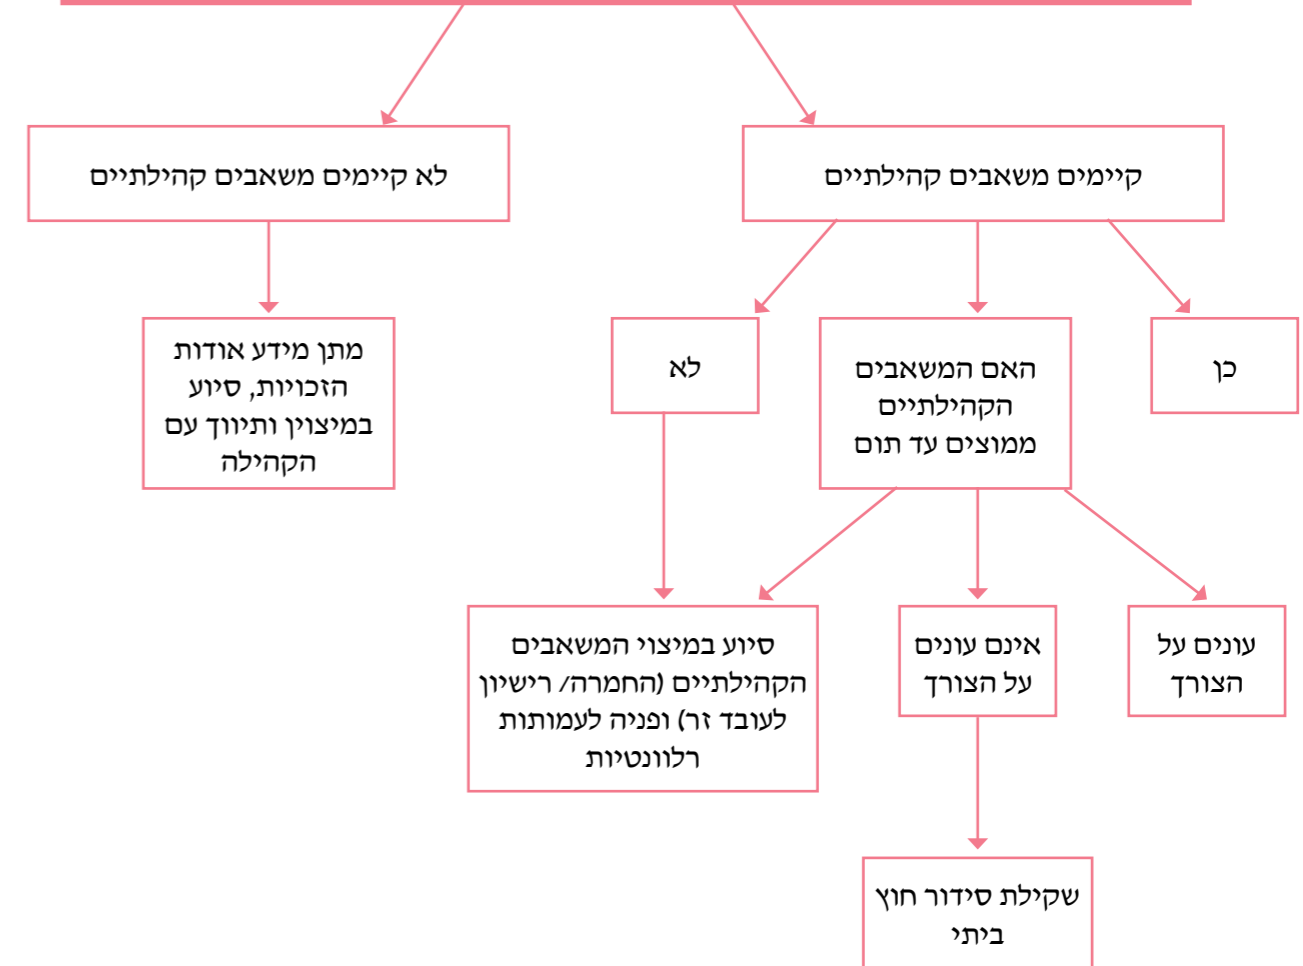 קיימים משאבים קהילתיים
לא קיימים משאבים קהילתיים
כן
האם המשאבים
הקהילתיים
ממוצים עד תום
לא
מתן מידע אודות
הזכויות, סיוע
במיצוין ותיווך עם
הקהילה
עונים על
הצורך
אינם עונים
על הצורך
סיוע במיצוי המשאבים
הקהילתיים (החמרה/ רישיון
לעובד זר) ופניה לעמותות
רלוונטיות
שקילת סידור חוץ
ביתי